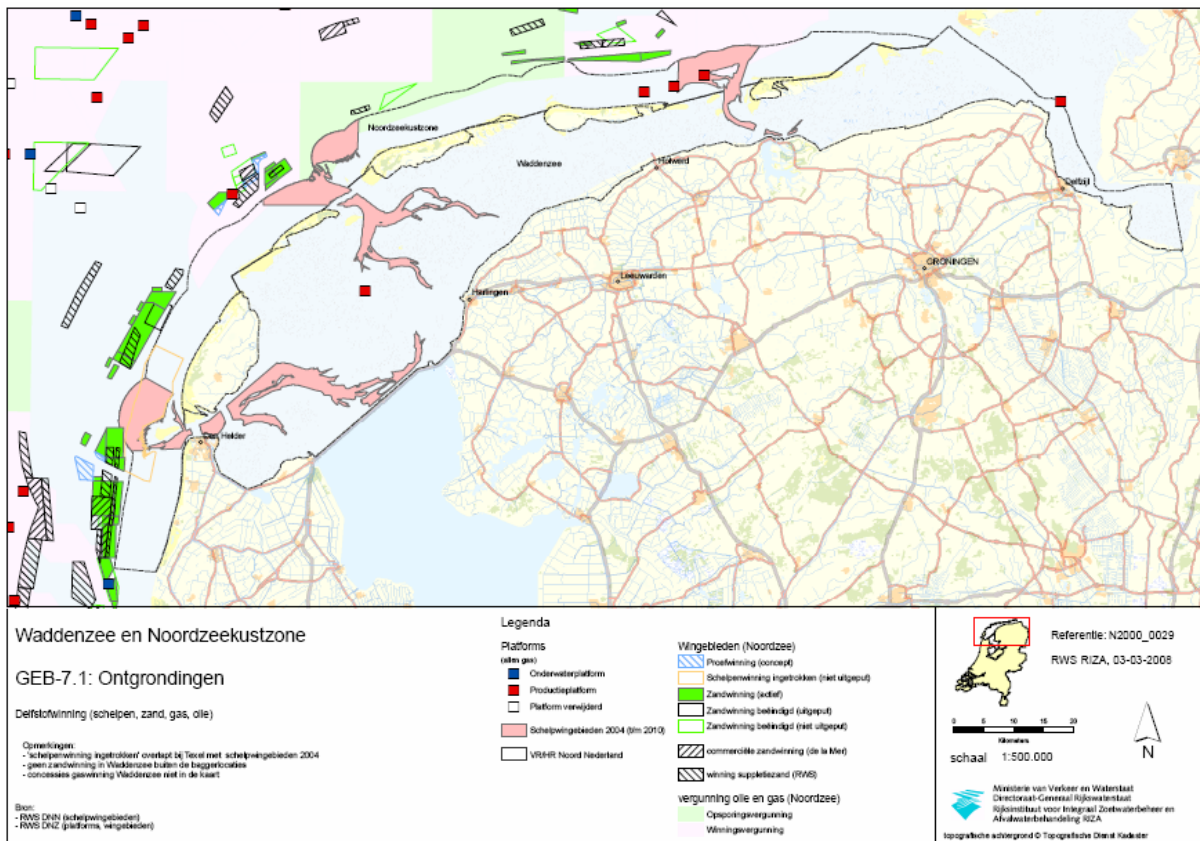 Noordzeekustzone
Waddenzee
Holwerd
Delfzijl
GRONINGEN
Leeuwarden
Harlingen
Den Helder
Waddenzee en Noordzeekustzone
GEB-7.1: Ontgrondingen
Delfstofwinning (schelpen, zand, gas, olie)
Opmerkingen:
- 'schelpenwinning ingetrokken' overlapt bij Texel met schelpwingebieden 2004
- geen zandwinning in Waddenzee buiten de baggerlocaties
- concessies gaswinning Waddenzee niet in de kaart
Bron:
- RWS DNN (schelpwingebieden)
- RWS DNZ (platforms, wingebieden)
Legenda
Platforms
(allen gas)
Onderwaterplatform
Productieplatform
Platform verwijderd
Schelpwingebieden 2004 (t/m 2010)
VR/HR Noord Nederland
Wingebieden (Noordzee)
Proefwinning (concept)
Schelpenwinning ingetrokken (niet uitgeput)
Zandwinning (actief)
Zandwinning beëindigd (uitgeput)
Zandwinning beëindigd (niet uitgeput)
commerciële zandwinning (de la Mer)
winning suppletiezand (RWS)
vergunning olie en gas (Noordzee)
Opsporingsvergunning
Winningsvergunning
Referentie: N2000_0029
RWS RIZA, 03-03-2008
0 5 10 15 20
Kilometers
schaal 1:500.000
N
Ministerie van Verkeer en Waterstaat
Directoraat-Generaal Rijkswaterstaat
Rijksinstituut voor Integraal Zoetwaterbeheer en
Afvalwaterbehandeling RIZA
topografische achtergrond © Topografische Dienst Kadaster